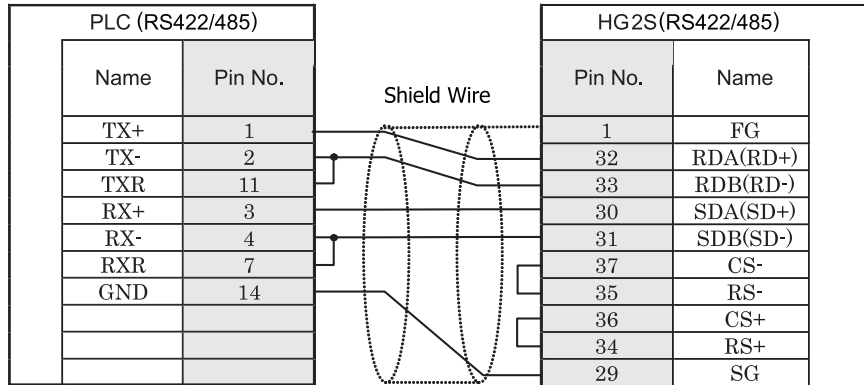 PLC (RS422/485) HG2S(RS422/485)
Name Pin No. Shield Wire Pin No. Name
TX+ 1 1 FG
TX- 2 32 RDA(RD+)
TXR 11 33 RDB(RD-)
RX+ 3 30 SDA(SD+)
RX- 4 31 SDB(SD-)
RXR 7 37 CS-
GND 14 35 RS-
36 CS+
34 RS+
29 SG